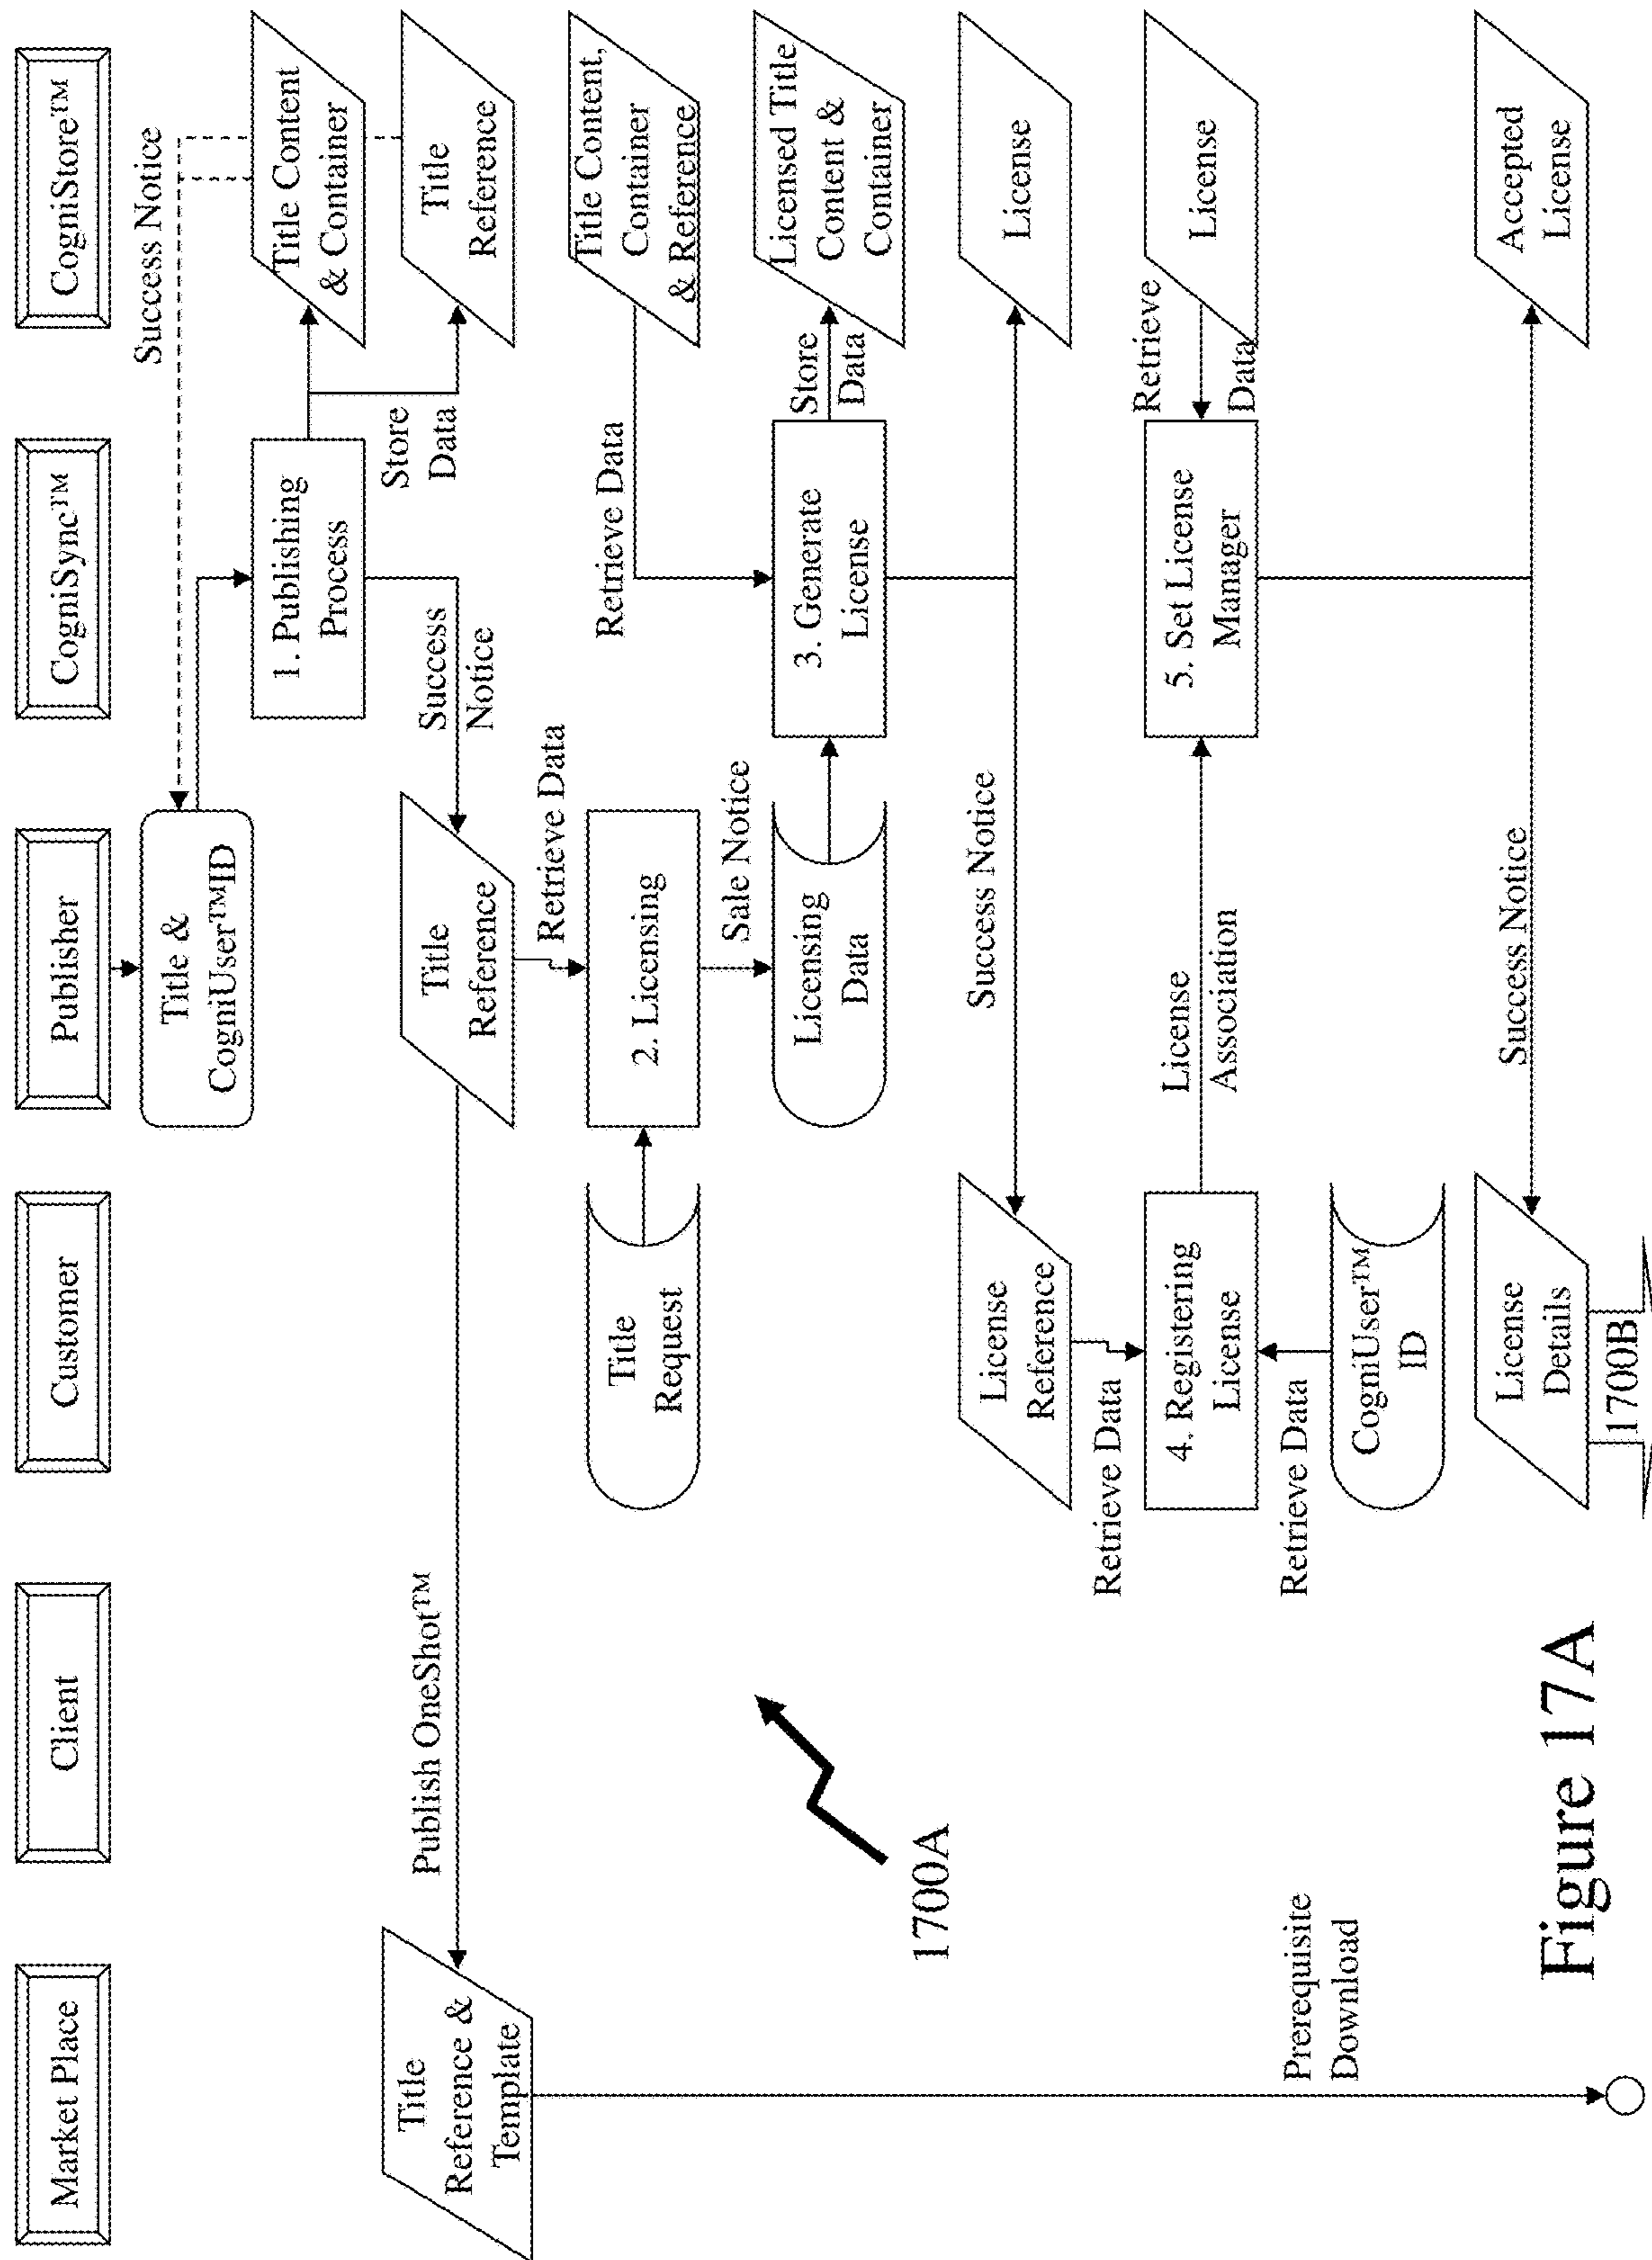 Market Place
Client
Customer
Publisher
CogniSync™
CogniStore™
Success Notice
Title &
CogniUser™ID
1. Publishing
Process
Title Content
& Container
Store
Data
Title
Reference
Success
Notice
Title
Reference
Publish OneShot™
Title
Reference &
Template
Retrieve Data
Title
Request
2. Licensing
Retrieve Data
Title Content,
Container
& Reference
Sale Notice
Licensing
Data
3. Generate
License
Store
Data
Licensed Title
Content &
Container
1700A
Success Notice
License
Reference
License
Retrieve Data
4. Registering
License
License
Association
5. Set License
Manager
Retrieve
Data
License
Retrieve Data
CogniUser™
ID
Prerequisite
Download
Success Notice
License
Details
Accepted
License
1700B
Figure 17A